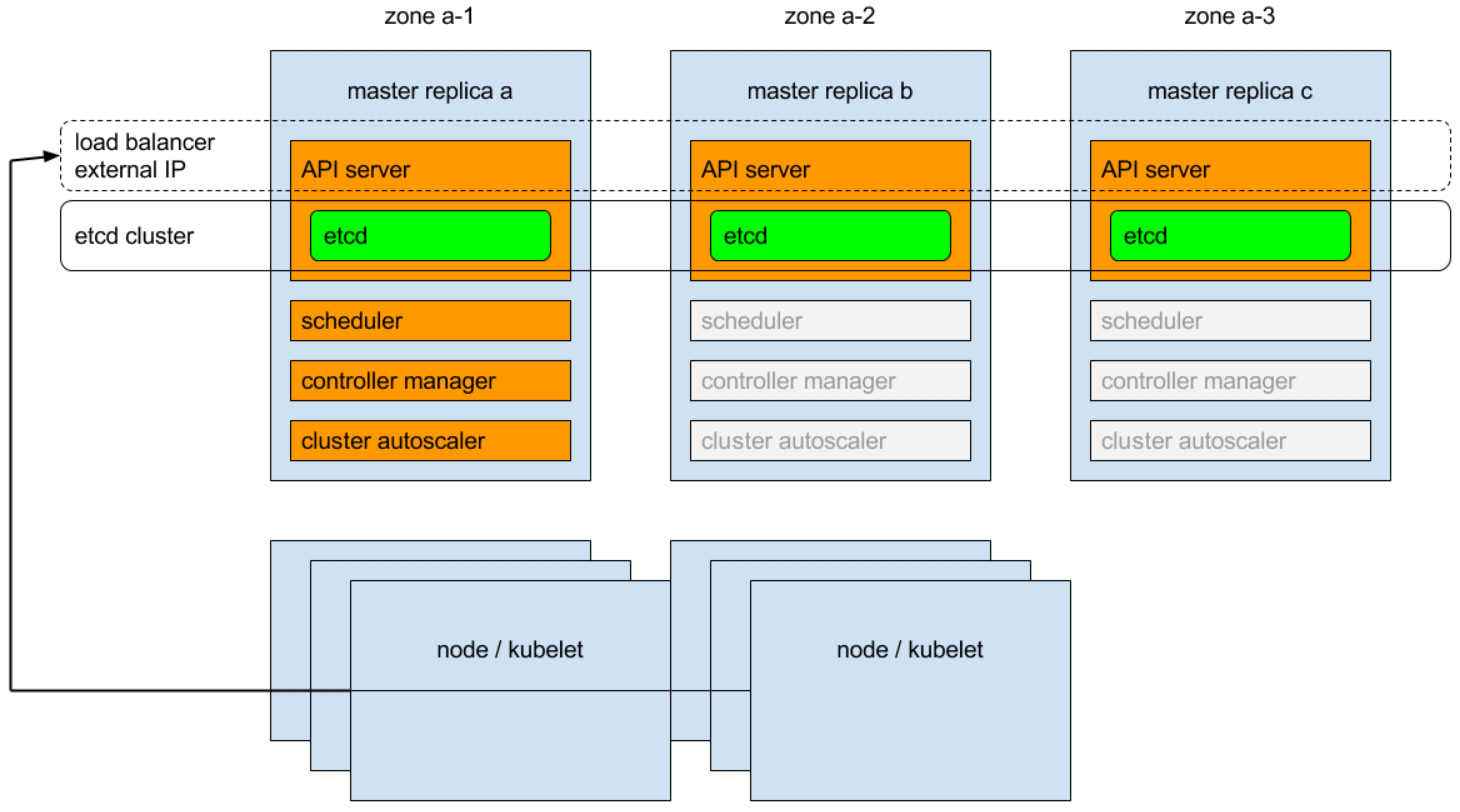 zone a-1
zone a-2
zone a-3
master replica a
master replica b
master replica c
load balancer
external IP
API server
API server
API server
etcd cluster
etcd
etcd
etcd
scheduler
scheduler
scheduler
controller manager
controller manager
controller manager
cluster autoscaler
cluster autoscaler
cluster autoscaler
node / kubelet
node / kubelet